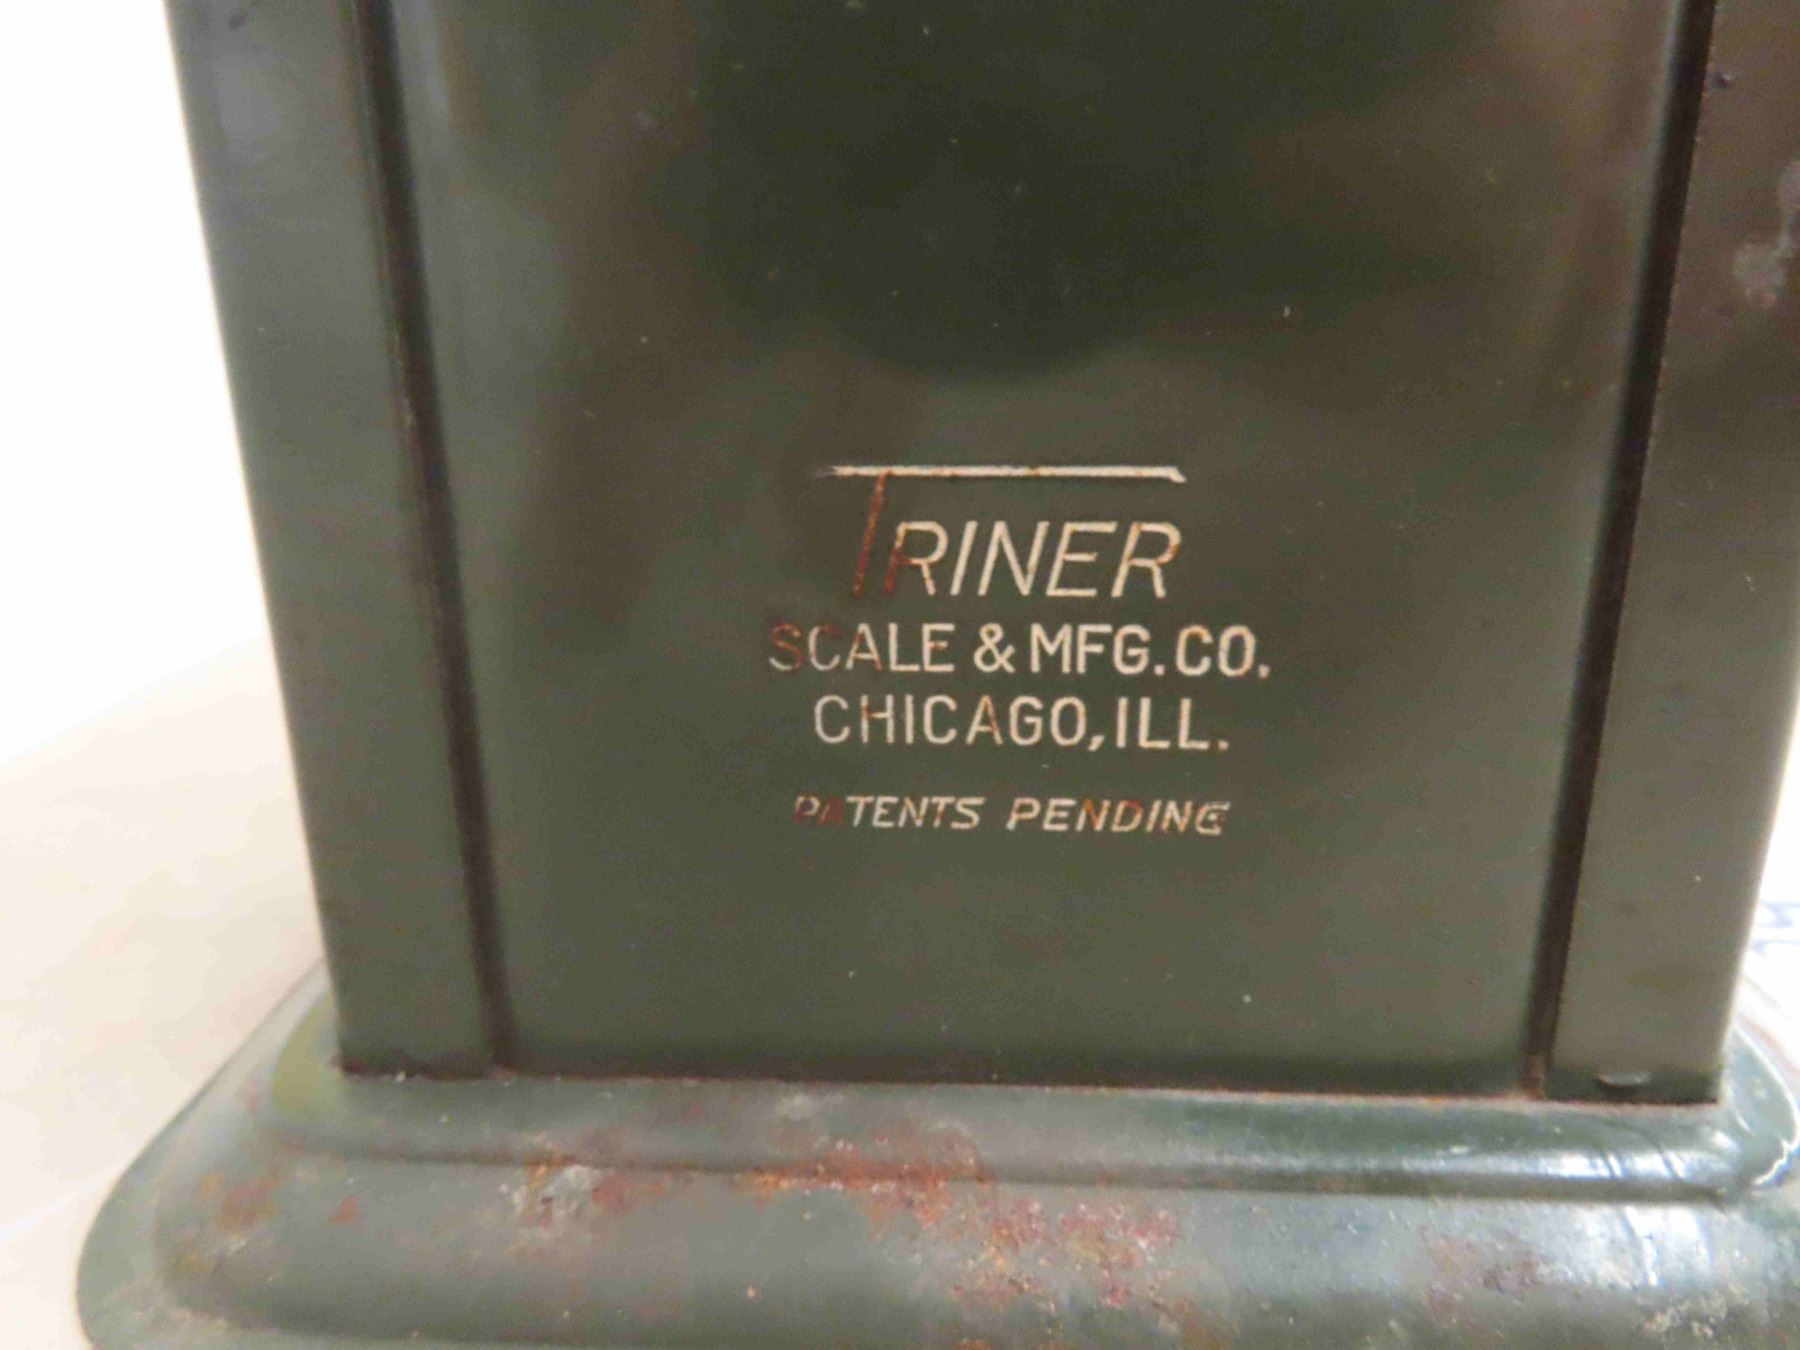 TRINER
SCALE & MFG. CO.
CHICAGO, ILL.
PATENTS PENDING